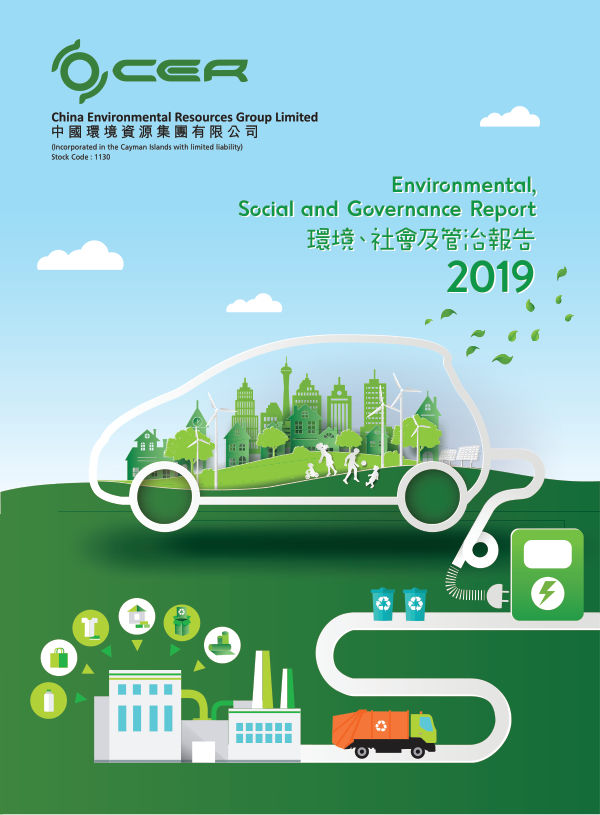 CER
China Environmental Resources Group Limited
中國環境資源集團有限公司
(Incorporated in the Cayman Islands with limited liability)
Stock Code : 1130
Environmental,
Social and Governance Report
環境、社會及管治報告
2019